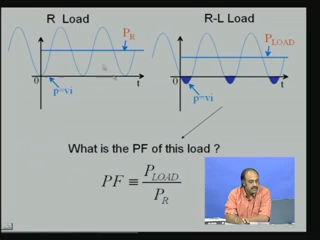 R Load
R-L Load
P_R
P_LOAD
0
t
0
t
p=vi
p=vi
What is the PF of this load ?
PF ≡ P_LOAD / P_R